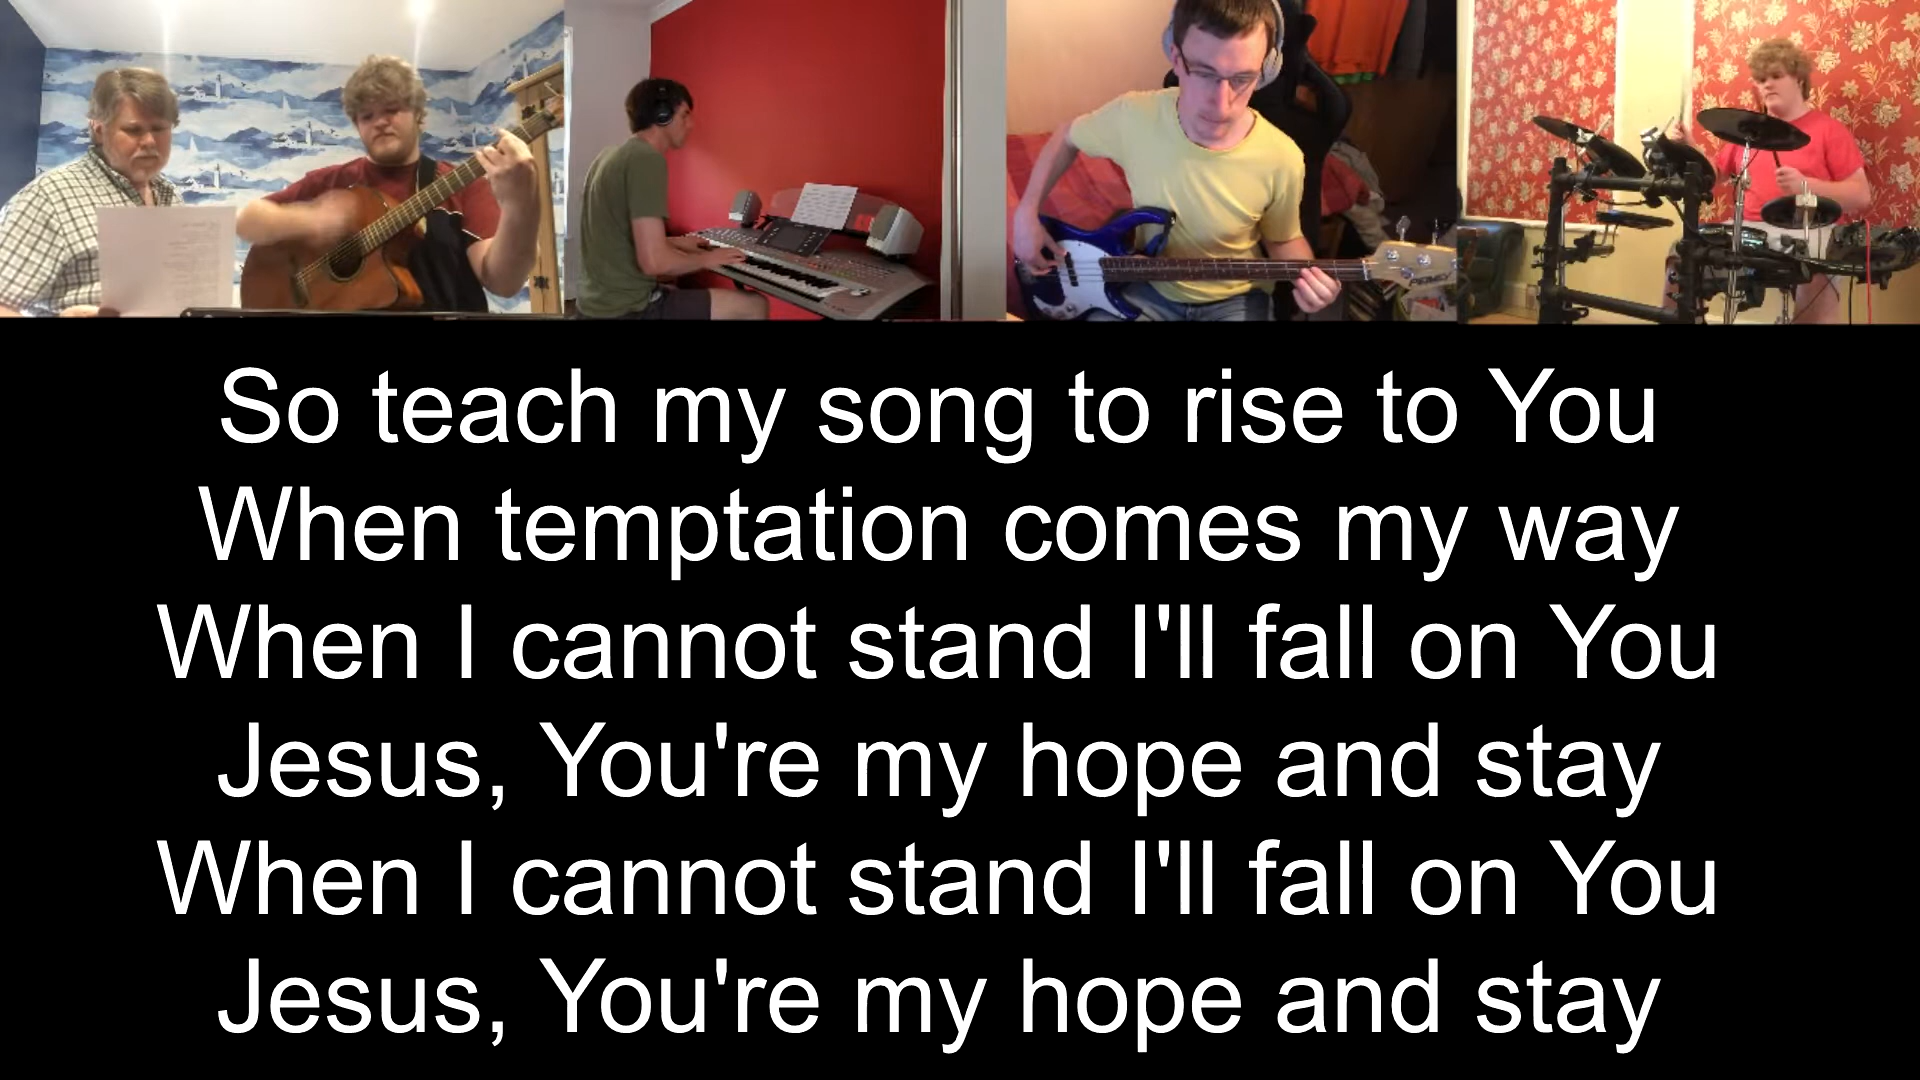 So teach my song to rise to You
When temptation comes my way
When I cannot stand I'll fall on You
Jesus, You're my hope and stay
When I cannot stand I'll fall on You
Jesus, You're my hope and stay